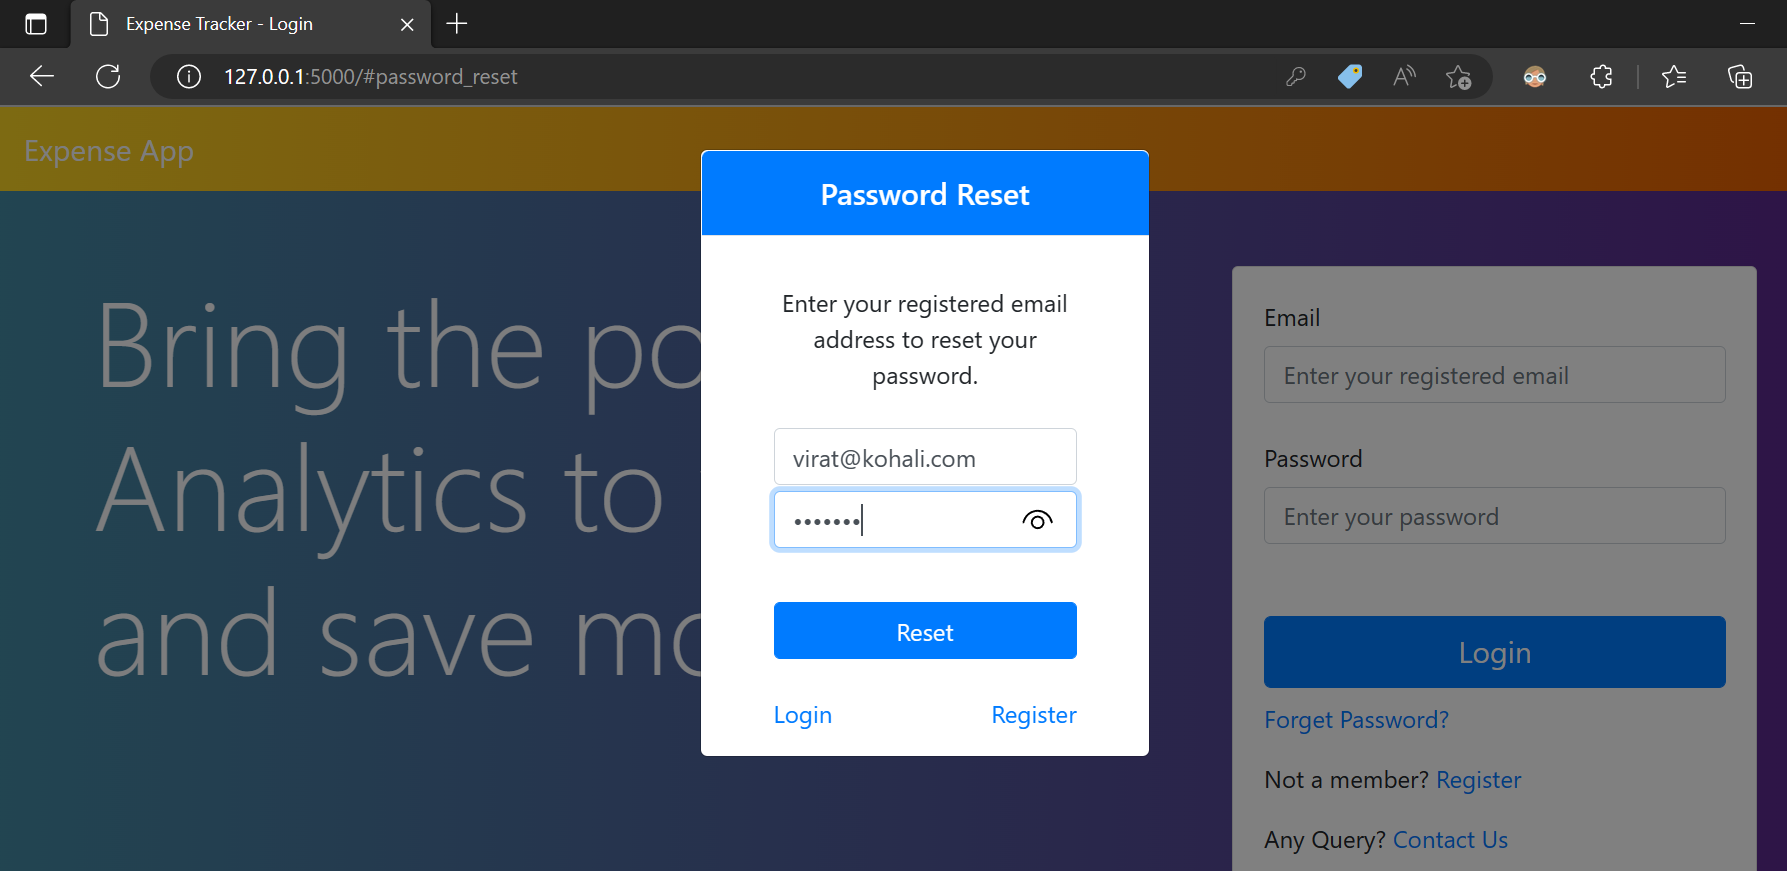 Expense Tracker - Login
127.0.0.1:5000/#password_reset
Expense App
Bring the po
Analytics to
and save mo
Password Reset
Enter your registered email
address to reset your
password.
virat@kohali.com
•••••••
Reset
Login Register
Email
Enter your registered email
Password
Enter your password
Login
Forget Password?
Not a member? Register
Any Query? Contact Us